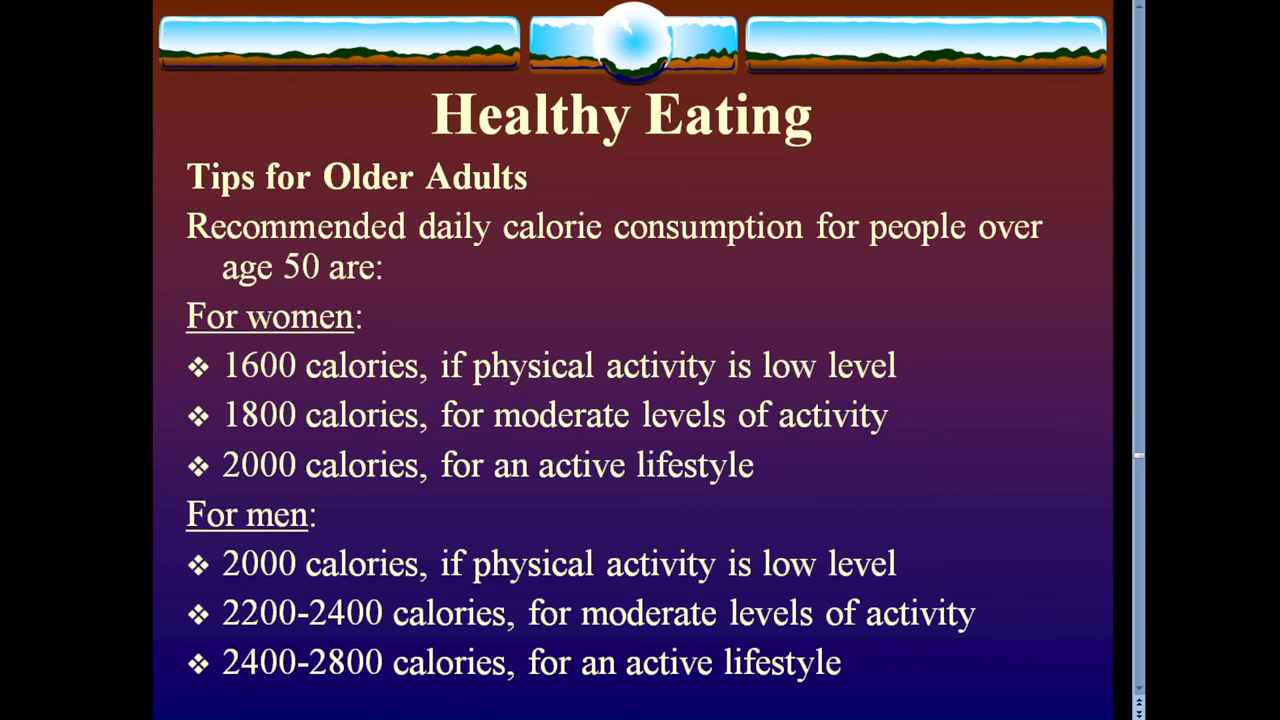 Healthy Eating
Tips for Older Adults
Recommended daily calorie consumption for people over
age 50 are:
For women:
❖ 1600 calories, if physical activity is low level
❖ 1800 calories, for moderate levels of activity
❖ 2000 calories, for an active lifestyle
For men:
❖ 2000 calories, if physical activity is low level
❖ 2200-2400 calories, for moderate levels of activity
❖ 2400-2800 calories, for an active lifestyle